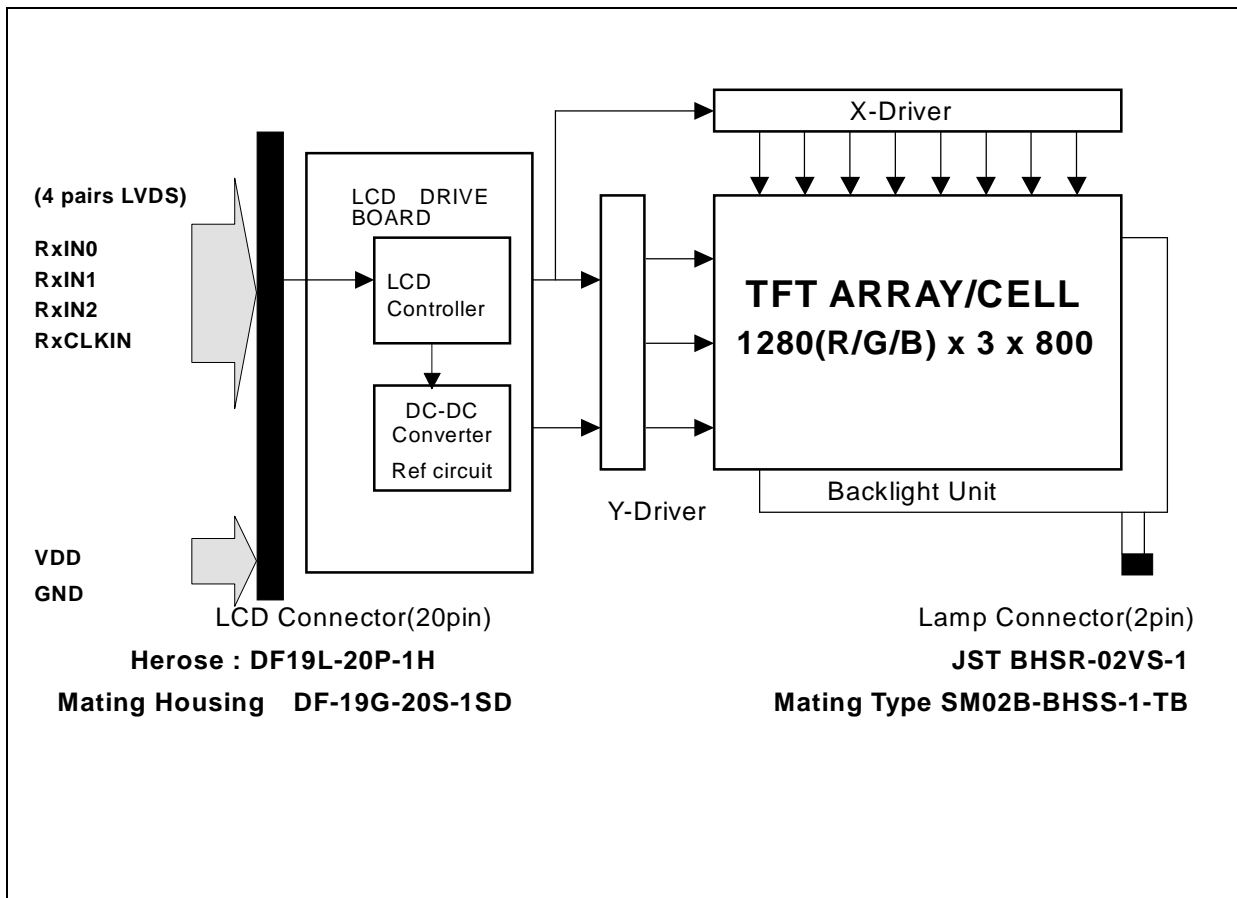 X-Driver
(4 pairs LVDS)
RxIN0
RxIN1
RxIN2
RxCLKIN
LCD DRIVE
BOARD
LCD
Controller
DC-DC
Converter
Ref circuit
TFT ARRAY/CELL
1280(R/G/B) x 3 x 800
Y-Driver
Backlight Unit
VDD
GND
LCD Connector(20pin)
Herose : DF19L-20P-1H
Mating Housing DF-19G-20S-1SD
Lamp Connector(2pin)
JST BHSR-02VS-1
Mating Type SM02B-BHSS-1-TB